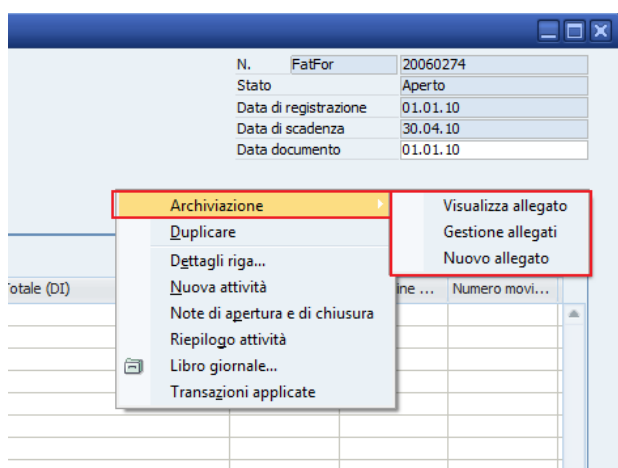 N. FatFor 20060274
Stato Aperto
Data di registrazione 01.01.10
Data di scadenza 30.04.10
Data documento 01.01.10
Archiviazione
Visualizza allegato
Duplicare
Gestione allegati
Dettagli riga...
Nuovo allegato
otale (DI)
Nuova attività
ine ...
Numero movi...
Note di apertura e di chiusura
Riepilogo attività
Libro giornale...
Transazioni applicate